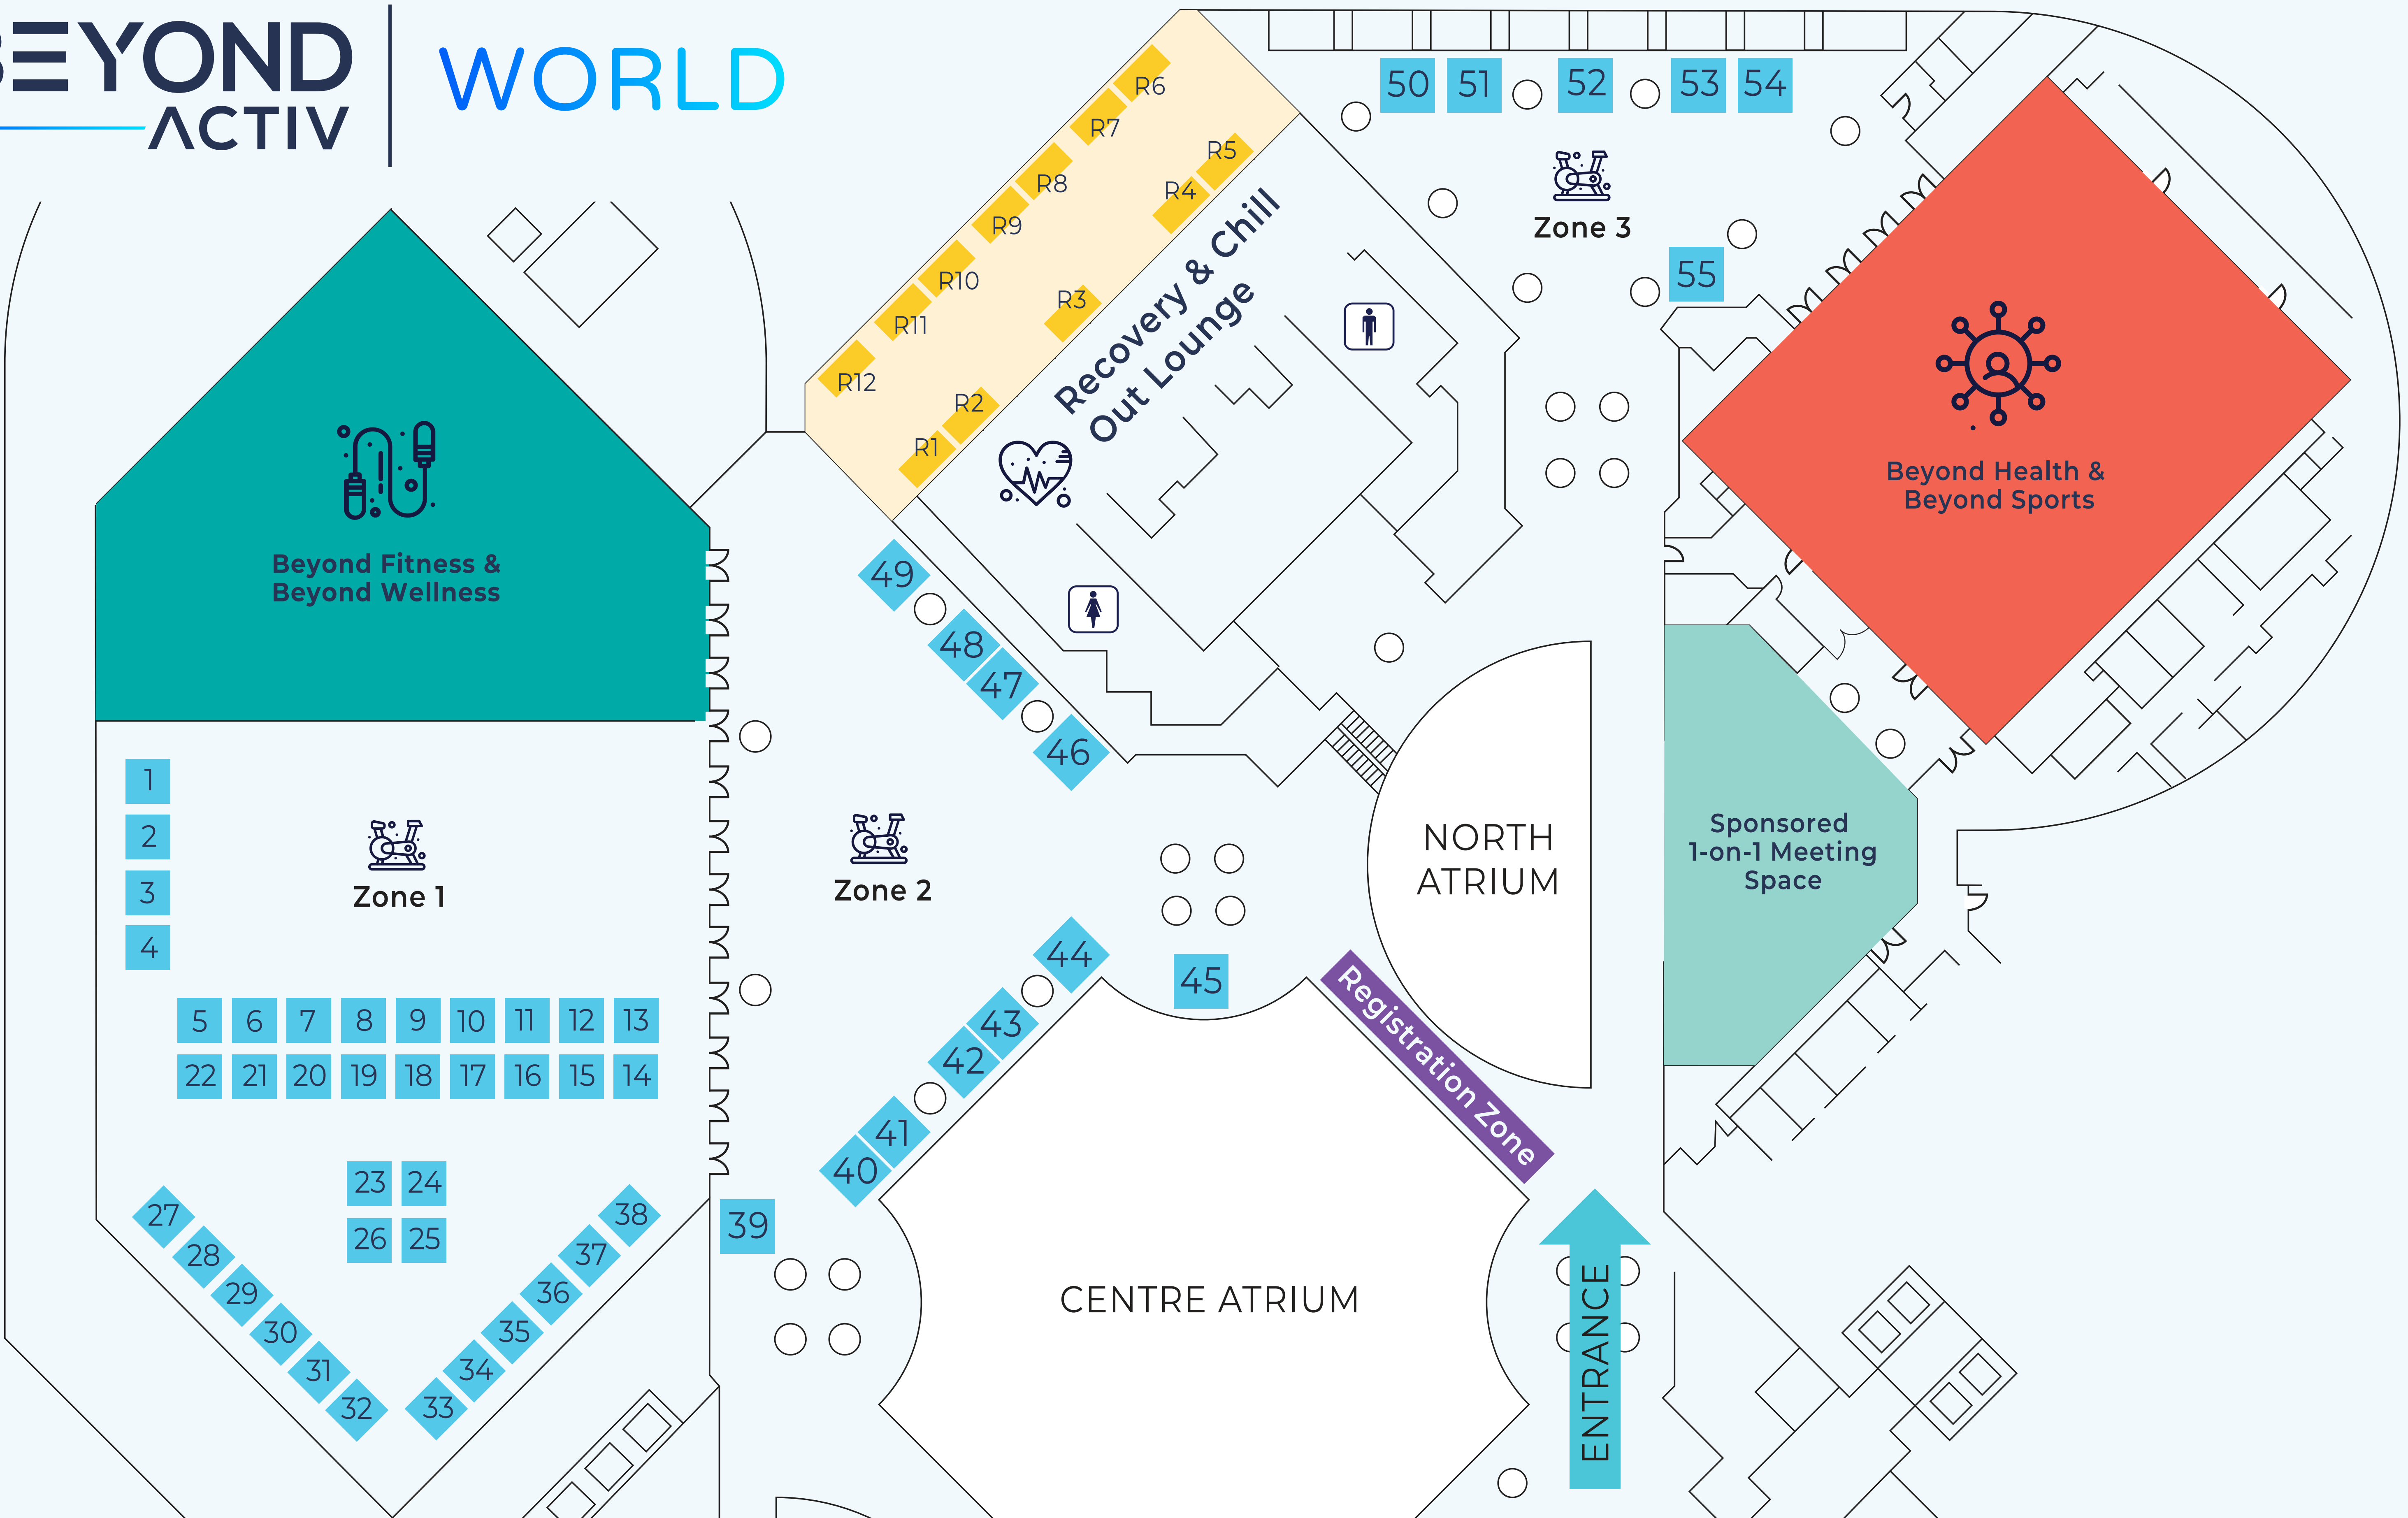 BEYOND
ACTIV
WORLD
R6
R7
R5
R8
R4
R9
R10
R3
R11
R12
R2
R1
Recovery & Chill
Out Lounge
50
51
52
53
54
Zone 3
55
Beyond Health &
Beyond Sports
Beyond Fitness &
Beyond Wellness
49
48
47
46
1
2
3
4
Zone 1
Zone 2
NORTH
ATRIUM
Sponsored
1-on-1 Meeting
Space
5 6 7 8 9 10 11 12 13
22 21 20 19 18 17 16 15 14
23 24
26 25
27
28
29
30
31
32
38
37
36
35
34
33
39
44
43
42
41
40
45
Registration Zone
CENTRE ATRIUM
ENTRANCE